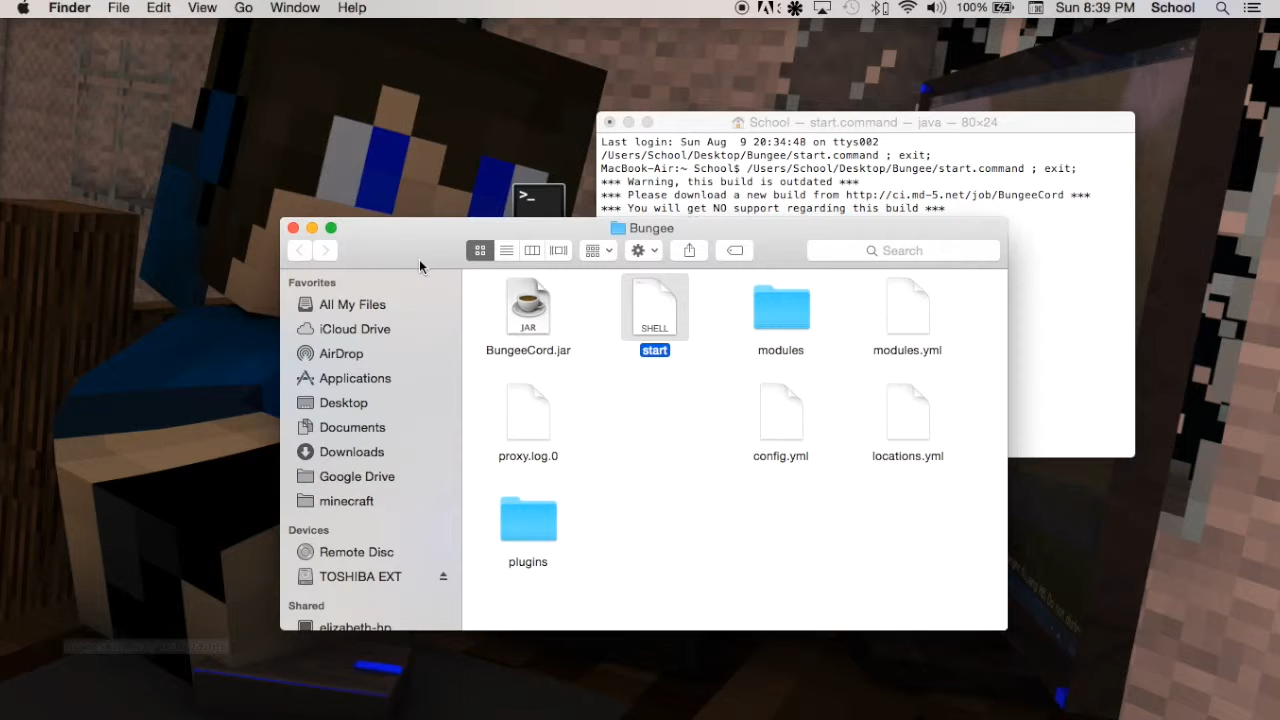 Finder File Edit View Go Window Help 100% Sun 8:39 PM School
School — start.command — java — 80×24
Last login: Sun Aug  9 20:34:48 on ttys002
/Users/School/Desktop/Bungee/start.command ; exit;
MacBook-Air:~ School$ /Users/School/Desktop/Bungee/start.command ; exit;
*** Warning, this build is outdated ***
*** Please download a new build from http://ci.md-5.net/job/BungeeCord ***
*** You will get NO support regarding this build ***
>_
Bungee
Search
Favorites
All My Files
iCloud Drive
AirDrop
Applications
Desktop
Documents
Downloads
Google Drive
minecraft
Devices
Remote Disc
TOSHIBA EXT
Shared
elizabeth-hp
JAR
SHELL
BungeeCord.jar
start
modules
modules.yml
proxy.log.0
config.yml
locations.yml
plugins